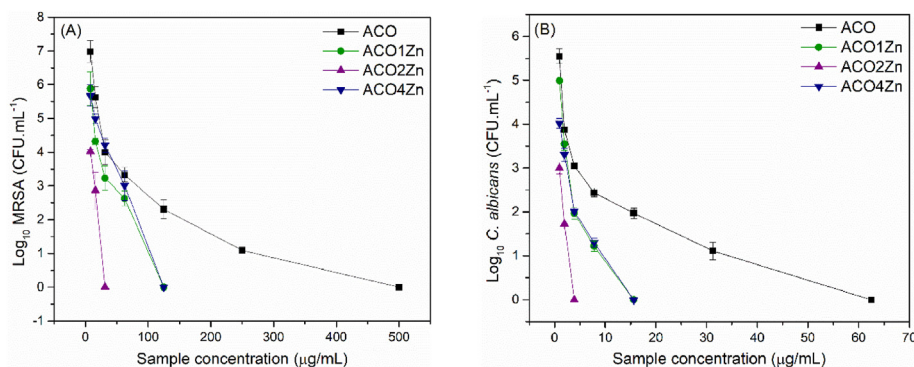 (A)
ACO
ACO1Zn
ACO2Zn
ACO4Zn
Log₁₀ MRSA (CFU.mL⁻¹)
8
7
6
5
4
3
2
1
0
-1
0 100 200 300 400 500
Sample concentration (μg/mL)
(B)
ACO
ACO1Zn
ACO2Zn
ACO4Zn
Log₁₀ C. albicans (CFU.mL⁻¹)
6
5
4
3
2
1
0
0 10 20 30 40 50 60 70
Sample concentration (μg/mL)